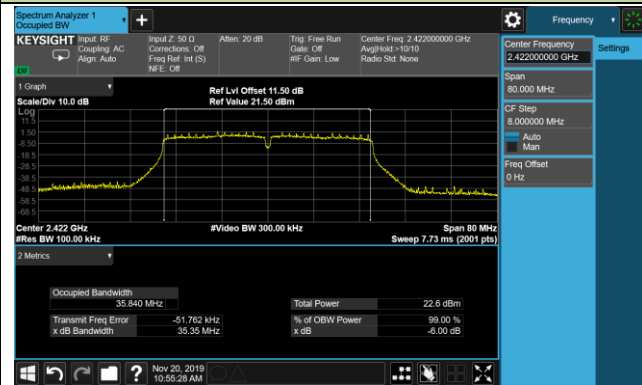 Spectrum Analyzer 1
Occupied BW
Frequency
KEYSIGHT
Input: RF
Coupling: AC
Align: Auto
Input Z: 50 Ω
Corrections: Off
Freq Ref: Int (S)
NFE: Off
Atten: 20 dB
Trig: Free Run
Gate: Off
#IF Gain: Low
Center Freq: 2.422000000 GHz
Avg|Hold:>10/10
Radio Std: None
Center Frequency
2.422000000 GHz
Settings
Span
80.000 MHz
CF Step
8.000000 MHz
Auto
Man
Freq Offset
0 Hz
1 Graph
Scale/Div 10.0 dB
Ref Lvl Offset 11.50 dB
Ref Value 21.50 dBm
Log
11.5
1.50
-8.50
-18.5
-28.5
-38.5
-48.5
-58.5
-68.5
Center 2.422 GHz
#Res BW 100.00 kHz
#Video BW 300.00 kHz
Span 80 MHz
Sweep 7.73 ms (2001 pts)
2 Metrics
Occupied Bandwidth
35.840 MHz
Total Power
22.6 dBm
Transmit Freq Error
-51.762 kHz
% of OBW Power
99.00 %
x dB Bandwidth
35.35 MHz
x dB
-6.00 dB
Nov 20, 2019
10:55:28 AM